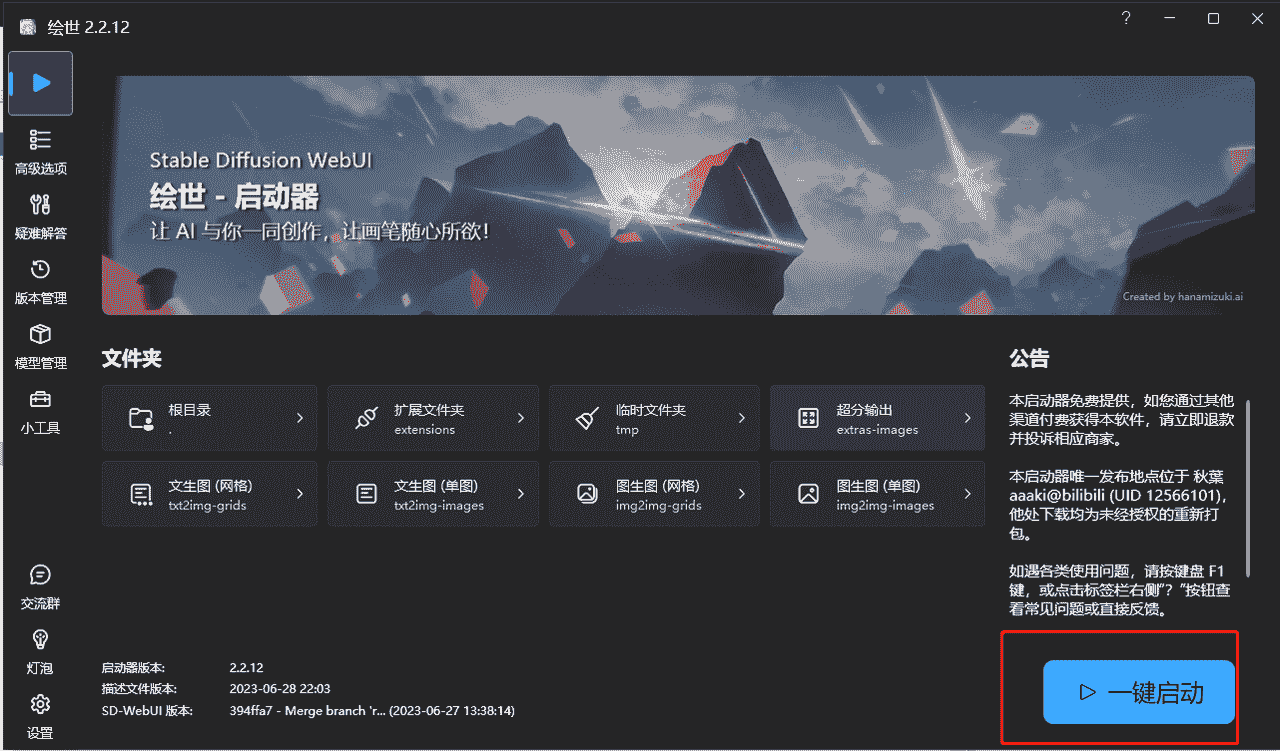 绘世 2.2.12
?
高级选项
疑难解答
版本管理
模型管理
小工具
交流群
灯泡
设置
Stable Diffusion WebUI
绘世 - 启动器
让 AI 与你一同创作，让画笔随心所欲！
Created by hanamizuki.ai
文件夹
根目录
.
扩展文件夹
extensions
临时文件夹
tmp
超分输出
extras-images
文生图 (网格)
txt2img-grids
文生图 (单图)
txt2img-images
图生图 (网格)
img2img-grids
图生图 (单图)
img2img-images
公告
本启动器免费提供，如您通过其他
渠道付费获得本软件，请立即退款
并投诉相应商家。
本启动器唯一发布地点位于 秋葉
aaaki@bilibili (UID 12566101)，
他处下载均为未经授权的重新打
包。
如遇各类使用问题，请按键盘 F1
键，或点击标签栏右侧“？”按钮查
看常见问题或直接反馈。
启动器版本: 2.2.12
描述文件版本: 2023-06-28 22:03
SD-WebUI 版本: 394ffa7 - Merge branch 'r... (2023-06-27 13:38:14)
一键启动